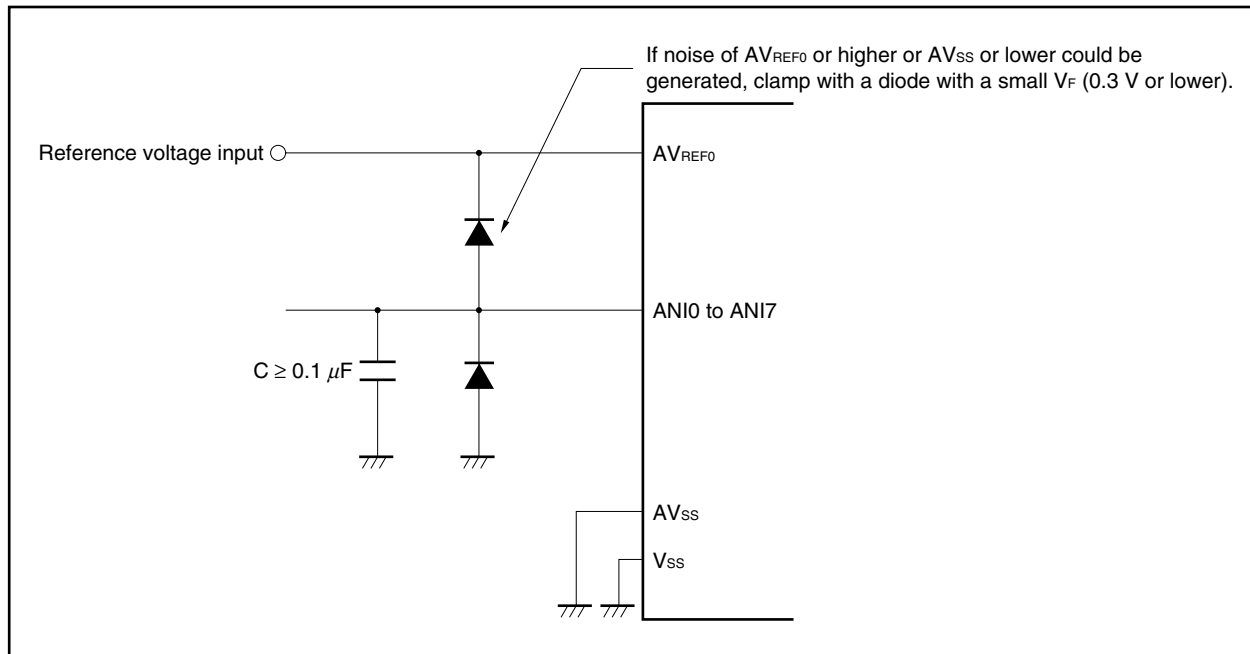 If noise of AVREF0 or higher or AVSS or lower could be
generated, clamp with a diode with a small VF (0.3 V or lower).
Reference voltage input
AVREF0
ANI0 to ANI7
C ≥ 0.1 μF
AVSS
VSS